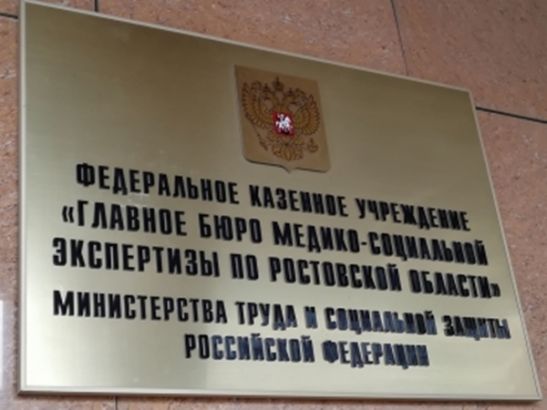 ФЕДЕРАЛЬНОЕ КАЗЕННОЕ УЧРЕЖДЕНИЕ
«ГЛАВНОЕ БЮРО МЕДИКО-СОЦИАЛЬНОЙ
ЭКСПЕРТИЗЫ ПО РОСТОВСКОЙ ОБЛАСТИ»
МИНИСТЕРСТВА ТРУДА И СОЦИАЛЬНОЙ ЗАЩИТЫ
РОССИЙСКОЙ ФЕДЕРАЦИИ